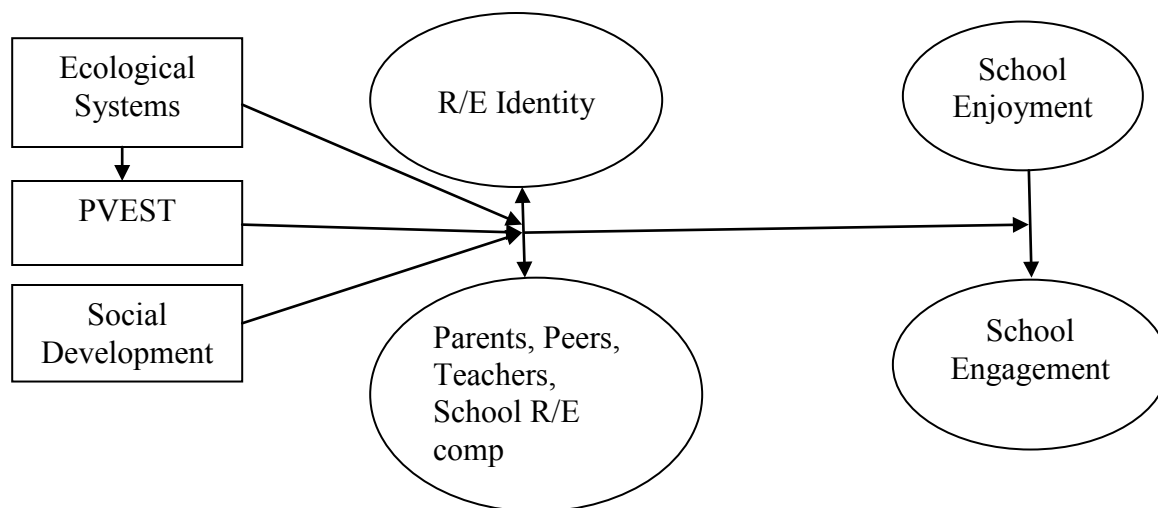 Ecological
Systems
R/E Identity
School
Enjoyment
PVEST
Social
Development
Parents, Peers,
Teachers,
School R/E
comp
School
Engagement